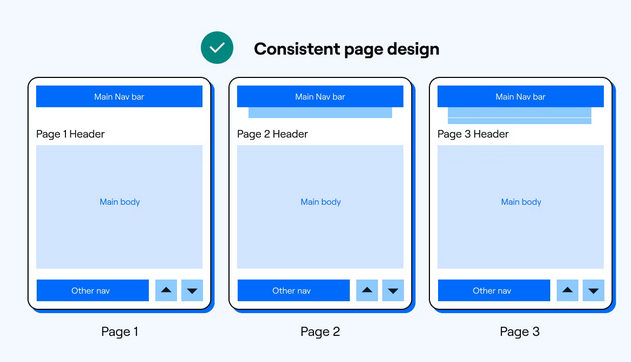 Consistent page design
Main Nav bar
Page 1 Header
Main body
Other nav
Page 1
Main Nav bar
Page 2 Header
Main body
Other nav
Page 2
Main Nav bar
Page 3 Header
Main body
Other nav
Page 3